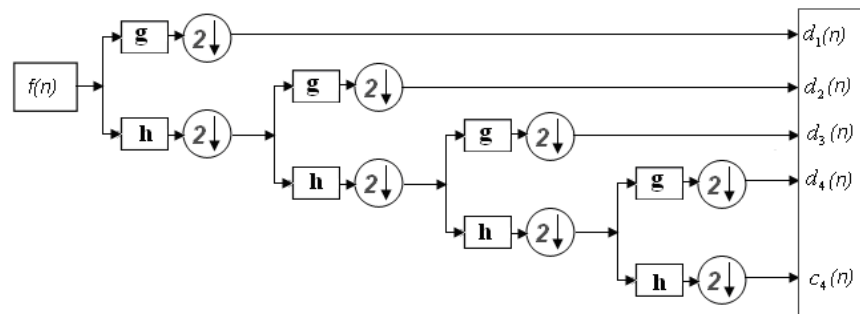 g 2↓ d₁(n)
f(n) g 2↓ d₂(n)
h 2↓ g 2↓ d₃(n)
h 2↓ g 2↓ d₄(n)
h 2↓
h 2↓ c₄(n)